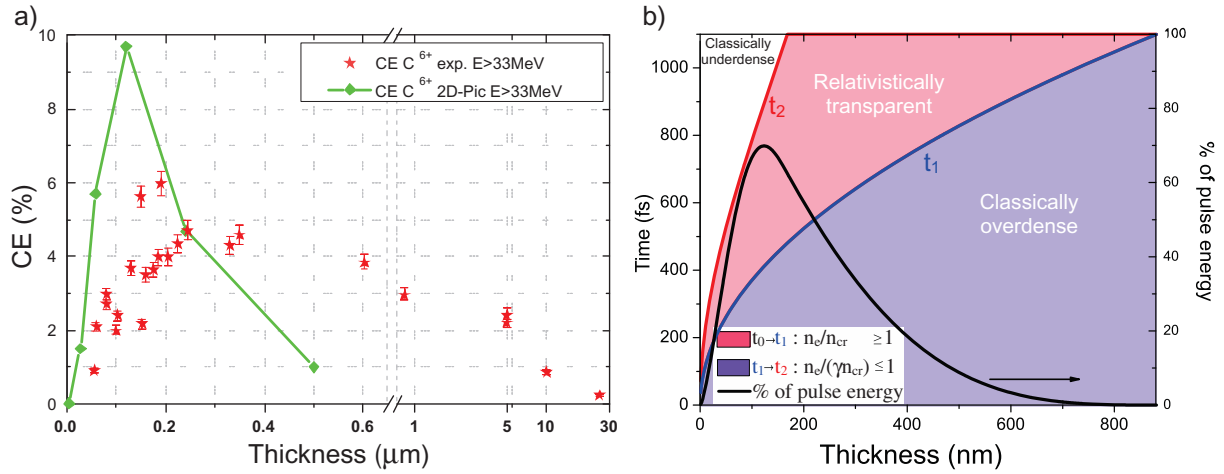 a)
CE (%)
10
8
6
4
2
0
CE C 6+ exp. E>33MeV
CE C 6+ 2D-Pic E>33MeV
0.0 0.2 0.4 0.6 1 5 10 30
Thickness (μm)
b)
Time (fs)
1000
800
600
400
200
0
Classically
underdense
Relativistically
transparent
t2
t1
Classically
overdense
t0→t1 : ne/ncr ≥1
t1→t2 : ne/(γncr) ≤1
% of pulse energy
0 200 400 600 800
Thickness (nm)
100
80
60
40
20
0
% of pulse energy